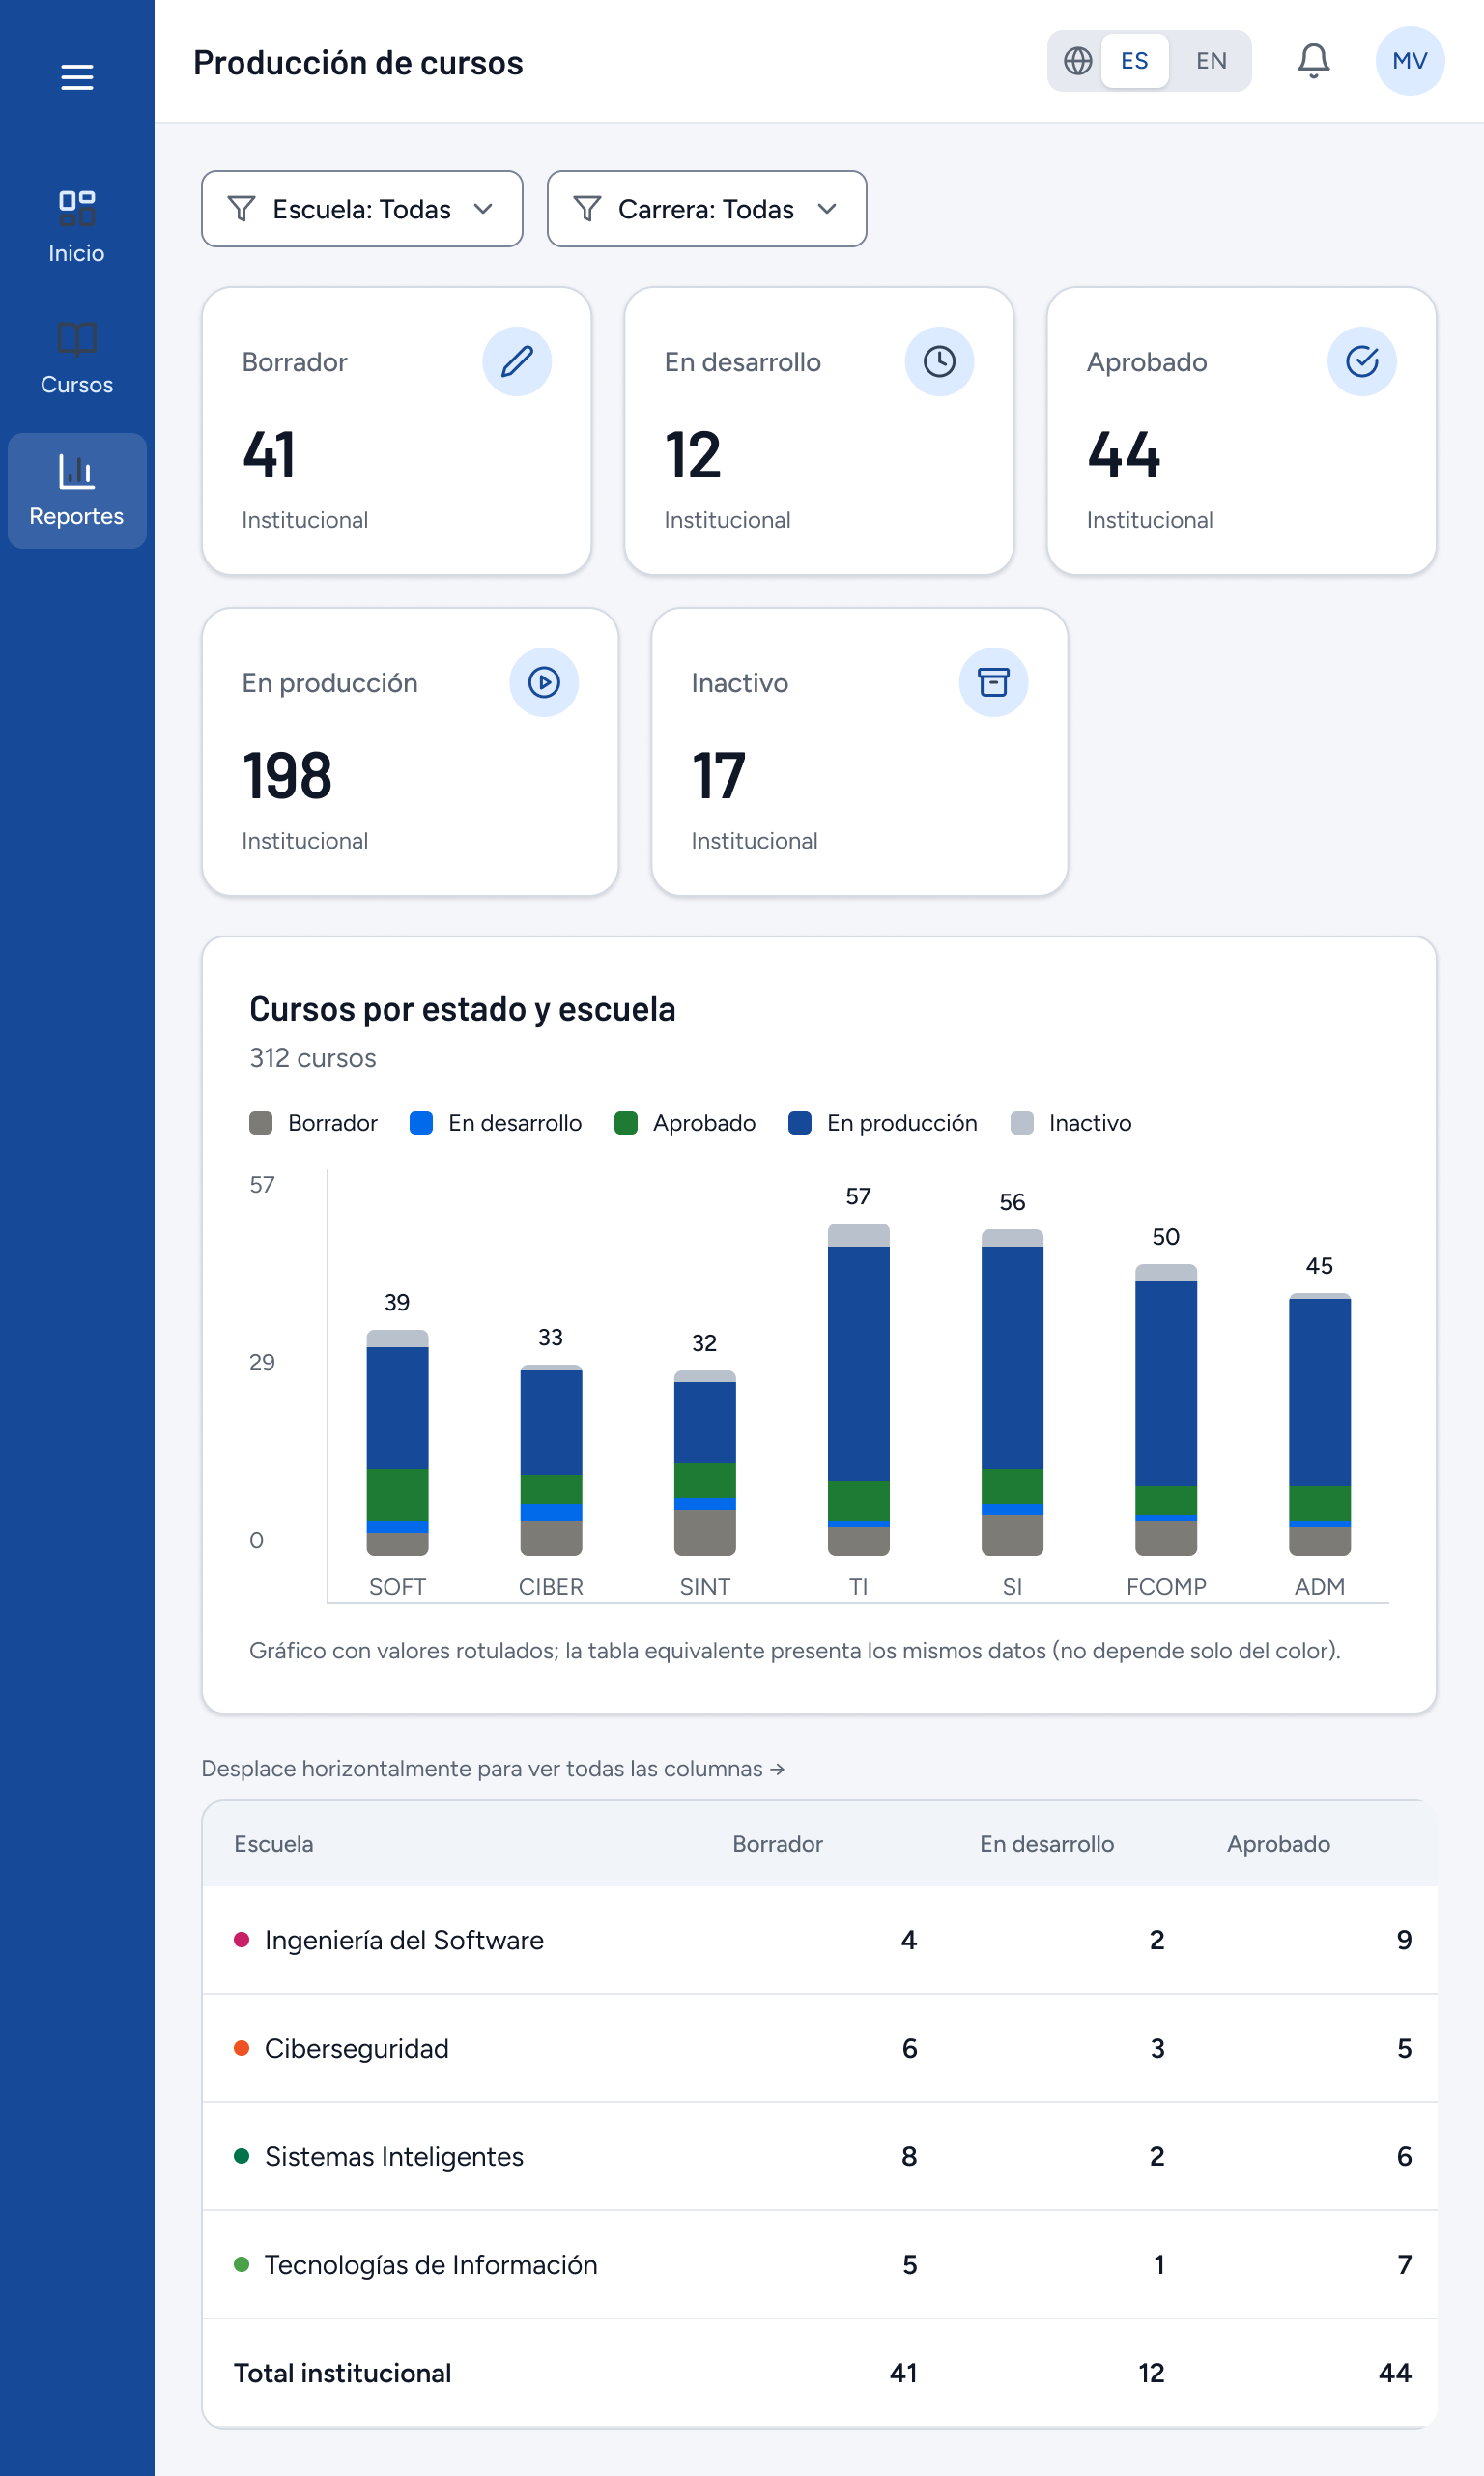 Producción de cursos
ES EN
MV
Inicio
Cursos
Reportes
Escuela: Todas
Carrera: Todas
Borrador
41
Institucional
En desarrollo
12
Institucional
Aprobado
44
Institucional
En producción
198
Institucional
Inactivo
17
Institucional
Cursos por estado y escuela
312 cursos
Borrador En desarrollo Aprobado En producción Inactivo
57
29
0
39
33
32
57
56
50
45
SOFT CIBER SINT TI SI FCOMP ADM
Gráfico con valores rotulados; la tabla equivalente presenta los mismos datos (no depende solo del color).
Desplace horizontalmente para ver todas las columnas →
Escuela Borrador En desarrollo Aprobado
Ingeniería del Software 4 2 9
Ciberseguridad 6 3 5
Sistemas Inteligentes 8 2 6
Tecnologías de Información 5 1 7
Total institucional 41 12 44